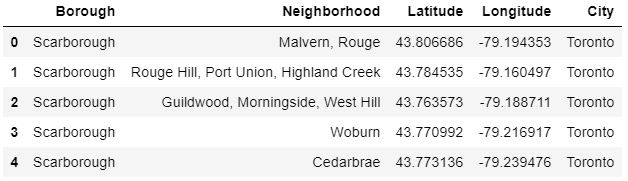 Borough Neighborhood Latitude Longitude City
0 Scarborough Malvern, Rouge 43.806686 -79.194353 Toronto
1 Scarborough Rouge Hill, Port Union, Highland Creek 43.784535 -79.160497 Toronto
2 Scarborough Guildwood, Morningside, West Hill 43.763573 -79.188711 Toronto
3 Scarborough Woburn 43.770992 -79.216917 Toronto
4 Scarborough Cedarbrae 43.773136 -79.239476 Toronto